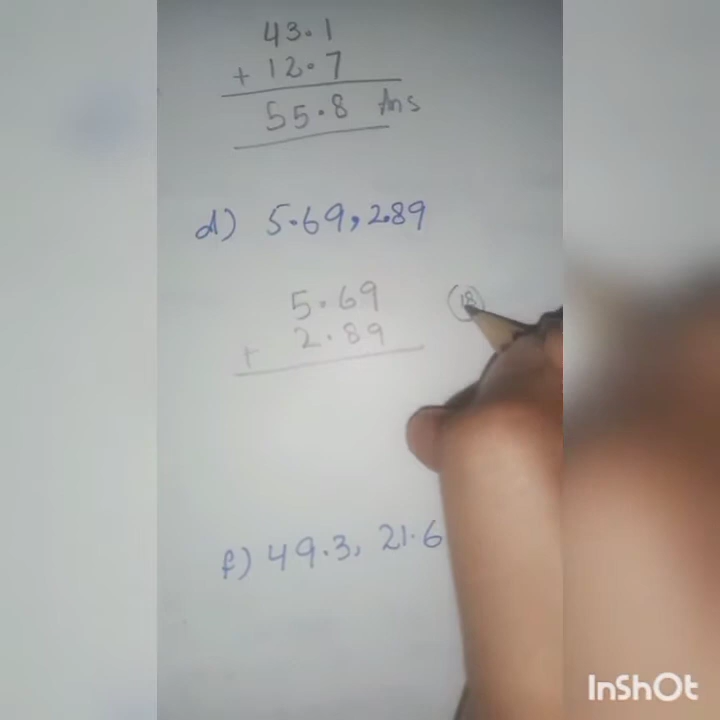 43.1
+ 12.7
55.8 Ans
d) 5.69, 2.89
5.69
18
+ 2.89
f) 49.3, 21.6
InShOt